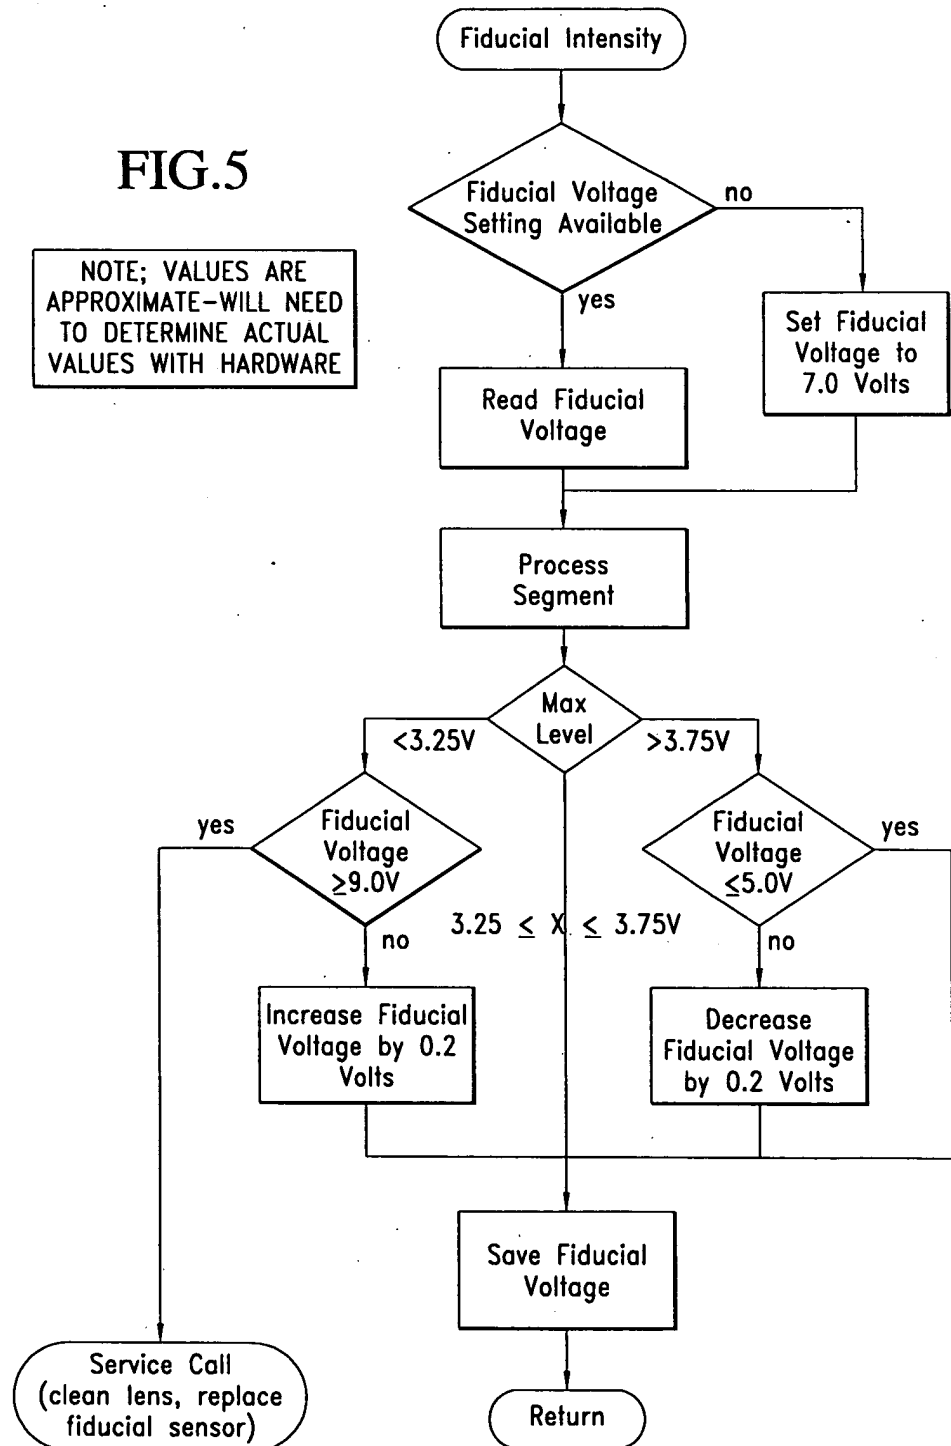 Fiducial Intensity
FIG.5
Fiducial Voltage
Setting Available
no
NOTE; VALUES ARE
APPROXIMATE-WILL NEED
TO DETERMINE ACTUAL
VALUES WITH HARDWARE
yes
Set Fiducial
Voltage to
7.0 Volts
Read Fiducial
Voltage
Process
Segment
Max
Level
<3.25V
>3.75V
yes
Fiducial
Voltage
≥9.0V
Fiducial
Voltage
≤5.0V
yes
3.25 ≤ X ≤ 3.75V
no
no
Increase Fiducial
Voltage by 0.2
Volts
Decrease
Fiducial Voltage
by 0.2 Volts
Save Fiducial
Voltage
Service Call
(clean lens, replace
fiducial sensor)
Return